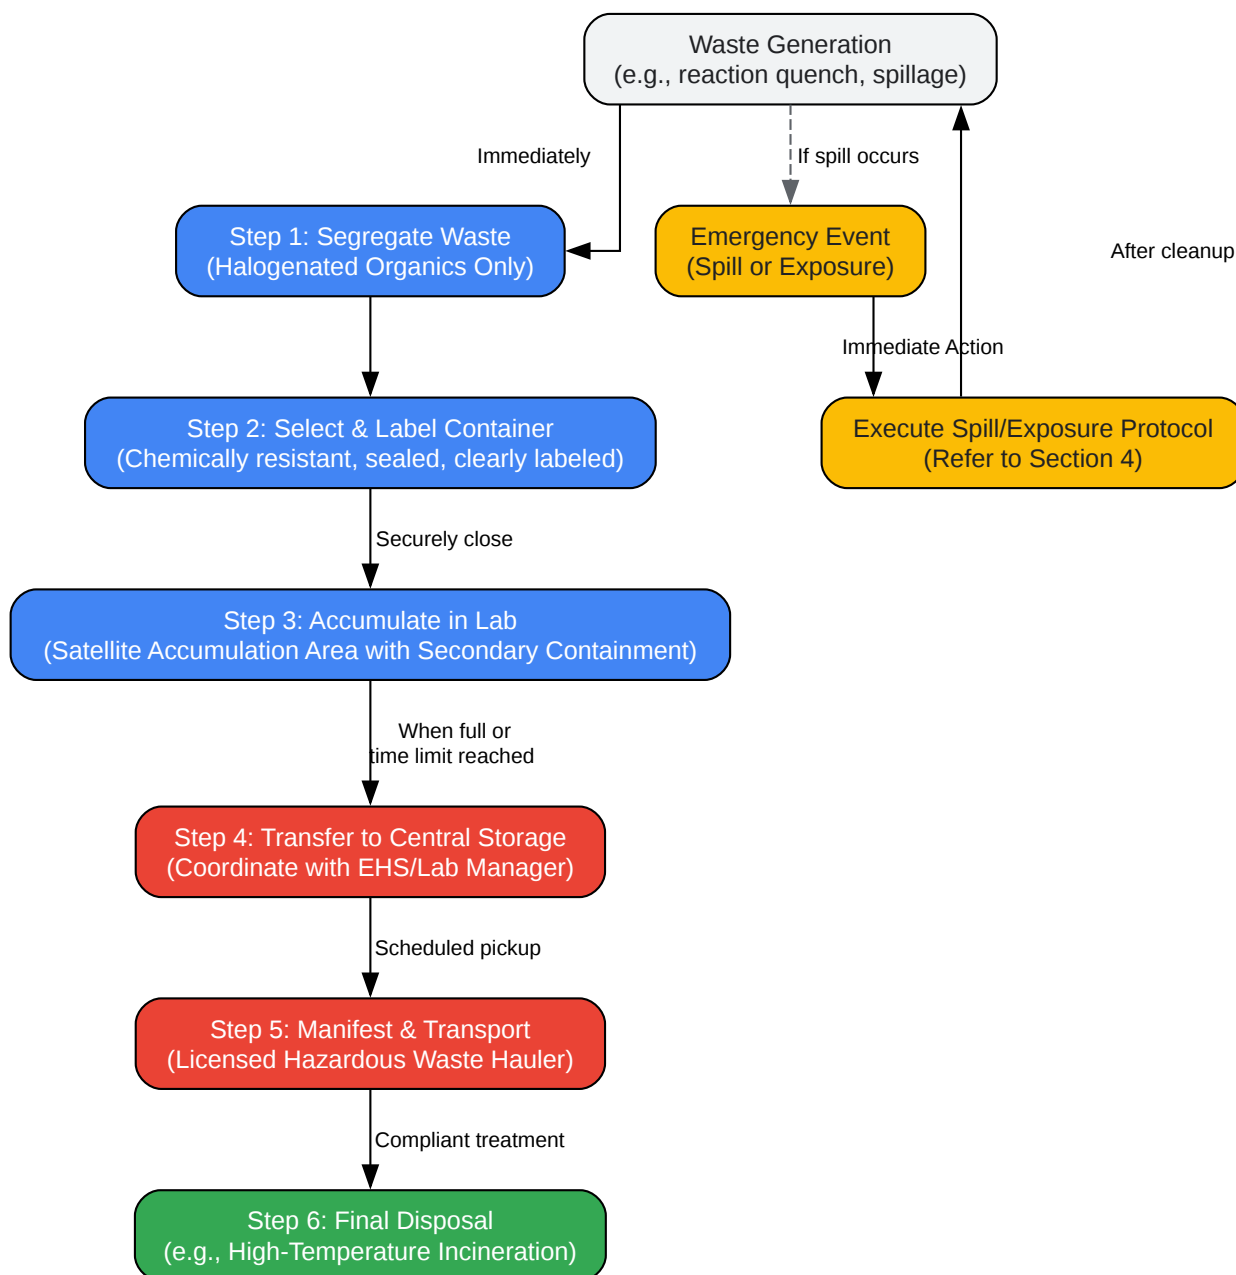 Waste Generation
(e.g., reaction quench, spillage)
Immediately
If spill occurs
Step 1: Segregate Waste
(Halogenated Organics Only)
Emergency Event
(Spill or Exposure)
After cleanup
Immediate Action
Step 2: Select & Label Container
(Chemically resistant, sealed, clearly labeled)
Execute Spill/Exposure Protocol
(Refer to Section 4)
Securely close
Step 3: Accumulate in Lab
(Satellite Accumulation Area with Secondary Containment)
When full or
time limit reached
Step 4: Transfer to Central Storage
(Coordinate with EHS/Lab Manager)
Scheduled pickup
Step 5: Manifest & Transport
(Licensed Hazardous Waste Hauler)
Compliant treatment
Step 6: Final Disposal
(e.g., High-Temperature Incineration)